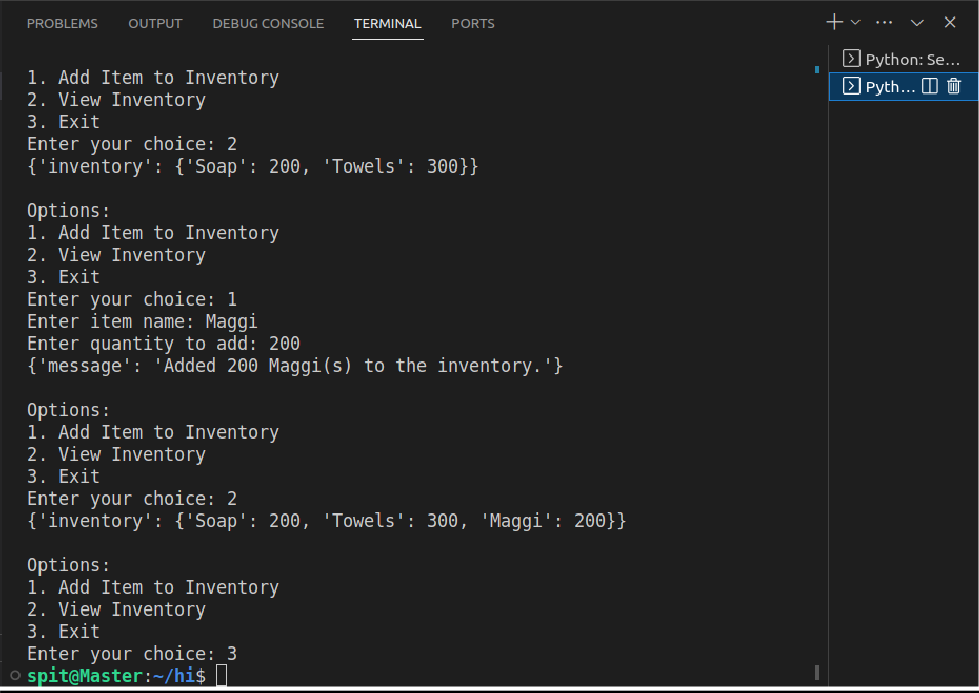 PROBLEMS OUTPUT DEBUG CONSOLE TERMINAL PORTS
1. Add Item to Inventory
2. View Inventory
3. Exit
Enter your choice: 2
{'inventory': {'Soap': 200, 'Towels': 300}}
Options:
1. Add Item to Inventory
2. View Inventory
3. Exit
Enter your choice: 1
Enter item name: Maggi
Enter quantity to add: 200
{'message': 'Added 200 Maggi(s) to the inventory.'}
Options:
1. Add Item to Inventory
2. View Inventory
3. Exit
Enter your choice: 2
{'inventory': {'Soap': 200, 'Towels': 300, 'Maggi': 200}}
Options:
1. Add Item to Inventory
2. View Inventory
3. Exit
Enter your choice: 3
spit@Master:~/hi$
Python: Se...
Pyth...